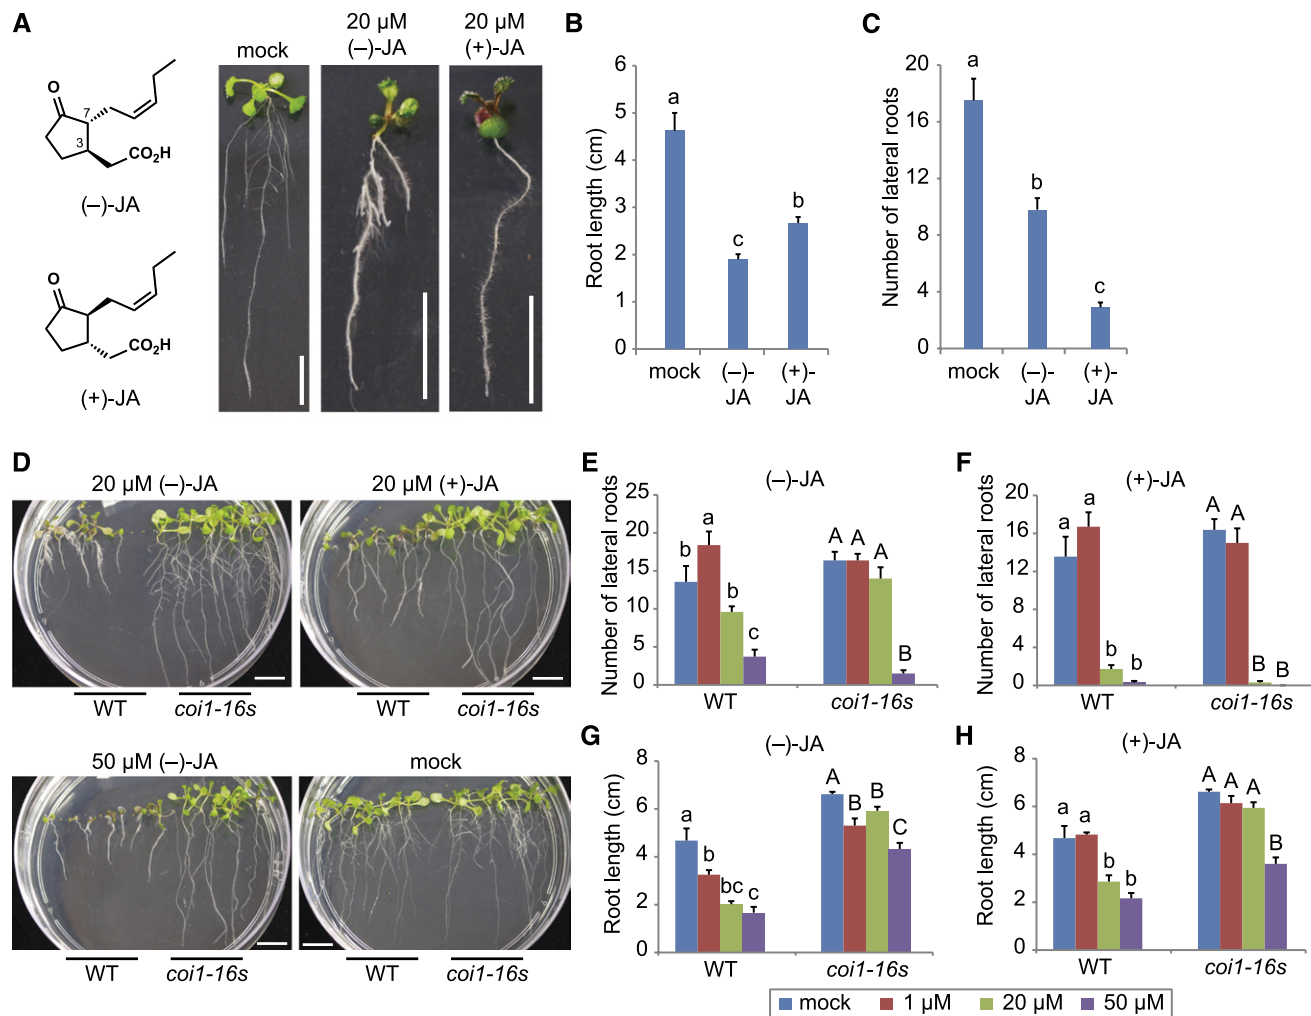 A
O
7
3
CO₂H
(–)-JA
O
CO₂H
(+)-JA
mock
20 µM
(–)-JA
20 µM
(+)-JA
B
Root length (cm)
6
5
4
3
2
1
0
a
c
b
mock
(–)-
JA
(+)-
JA
C
Number of lateral roots
20
16
12
8
4
0
a
b
c
mock
(–)-
JA
(+)-
JA
D
20 µM (–)-JA
20 µM (+)-JA
WT
coi1-16s
WT
coi1-16s
50 µM (–)-JA
mock
WT
coi1-16s
WT
coi1-16s
E
(–)-JA
Number of lateral roots
25
20
15
10
5
0
b
a
b
c
A
A
A
B
WT
coi1-16s
F
(+)-JA
Number of lateral roots
20
16
12
8
4
0
a
a
b
b
A
A
B
B
WT
coi1-16s
G
(–)-JA
Root length (cm)
8
6
4
2
0
a
b
bc
c
A
B
B
C
WT
coi1-16s
H
(+)-JA
Root length (cm)
8
6
4
2
0
a
a
b
b
A
A
A
B
WT
coi1-16s
mock 1 µM 20 µM 50 µM